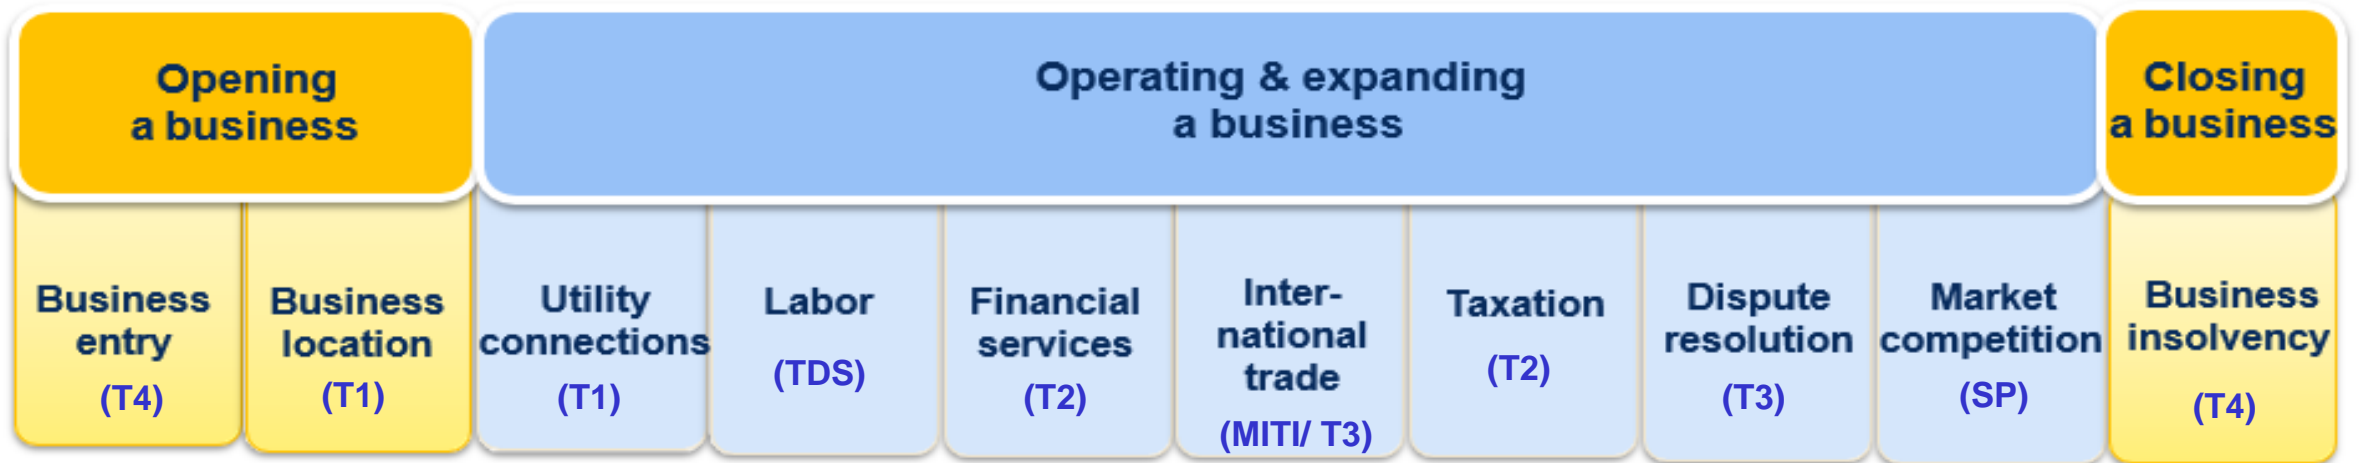 Opening
a business
Operating & expanding
a business
Closing
a business
Business
entry
(T4)
Business
location
(T1)
Utility
connections
(T1)
Labor
(TDS)
Financial
services
(T2)
Inter-
national
trade
(MITI/ T3)
Taxation
(T2)
Dispute
resolution
(T3)
Market
competition
(SP)
Business
insolvency
(T4)